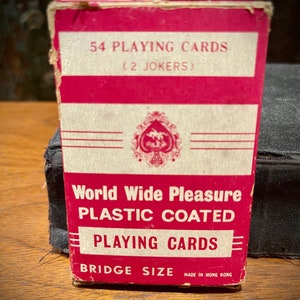 54 PLAYING CARDS
(2 JOKERS)
World Wide Pleasure
PLASTIC COATED
PLAYING CARDS
BRIDGE SIZE MADE IN HONG KONG